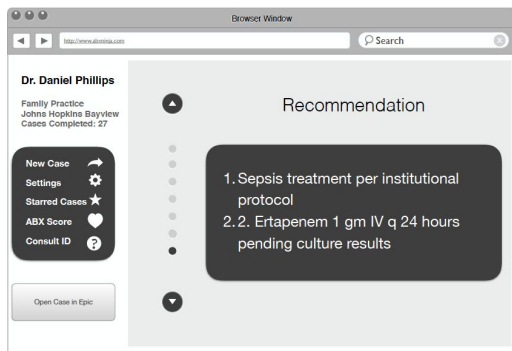 Browser Window
http://www.abxninja.com
Search
Dr. Daniel Phillips
Family Practice
Johns Hopkins Bayview
Cases Completed: 27
New Case
Settings
Starred Cases
ABX Score
Consult ID
?
Open Case in Epic
Recommendation
1. Sepsis treatment per institutional
protocol
2. 2. Ertapenem 1 gm IV q 24 hours
pending culture results